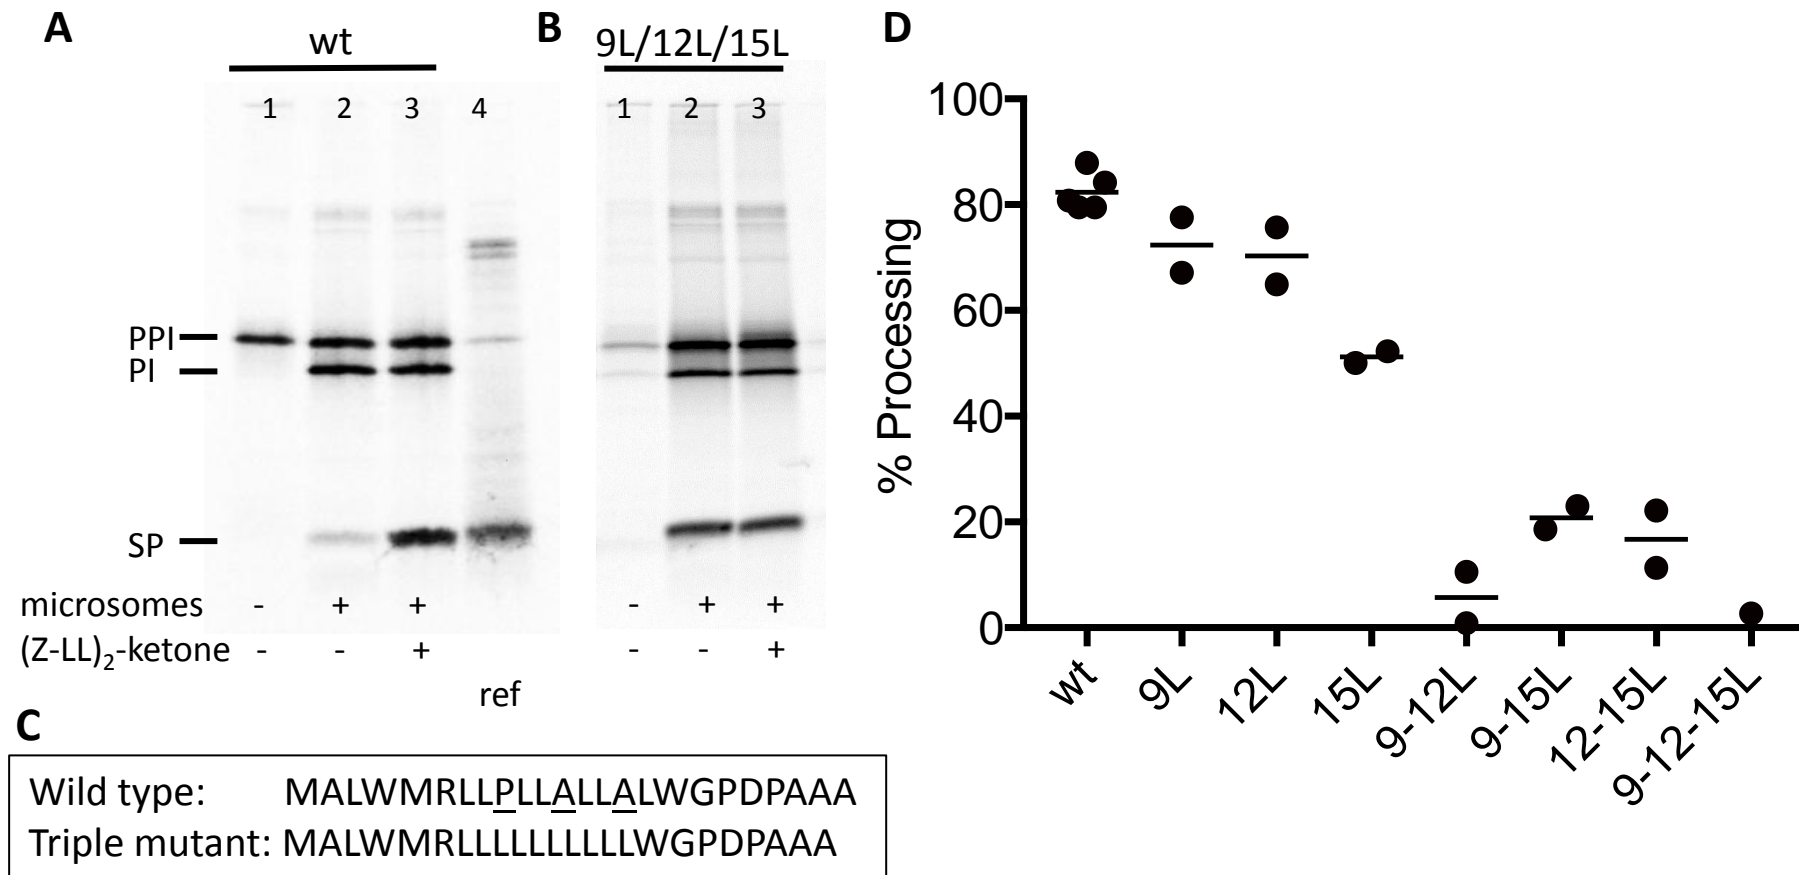 A
wt
1 2 3 4
PPI
PI
SP
microsomes - + +
(Z-LL)2-ketone - - +
ref
B
9L/12L/15L
1 2 3
- + +
- - +
C
Wild type: MALWMRLLPLLALLALWGPDPAAA
Triple mutant: MALWMRLLLLLLLLLLWGPDPAAA
D
% Processing
100
80
60
40
20
0
wt
9L
12L
15L
9-12L
9-15L
12-15L
9-12-15L